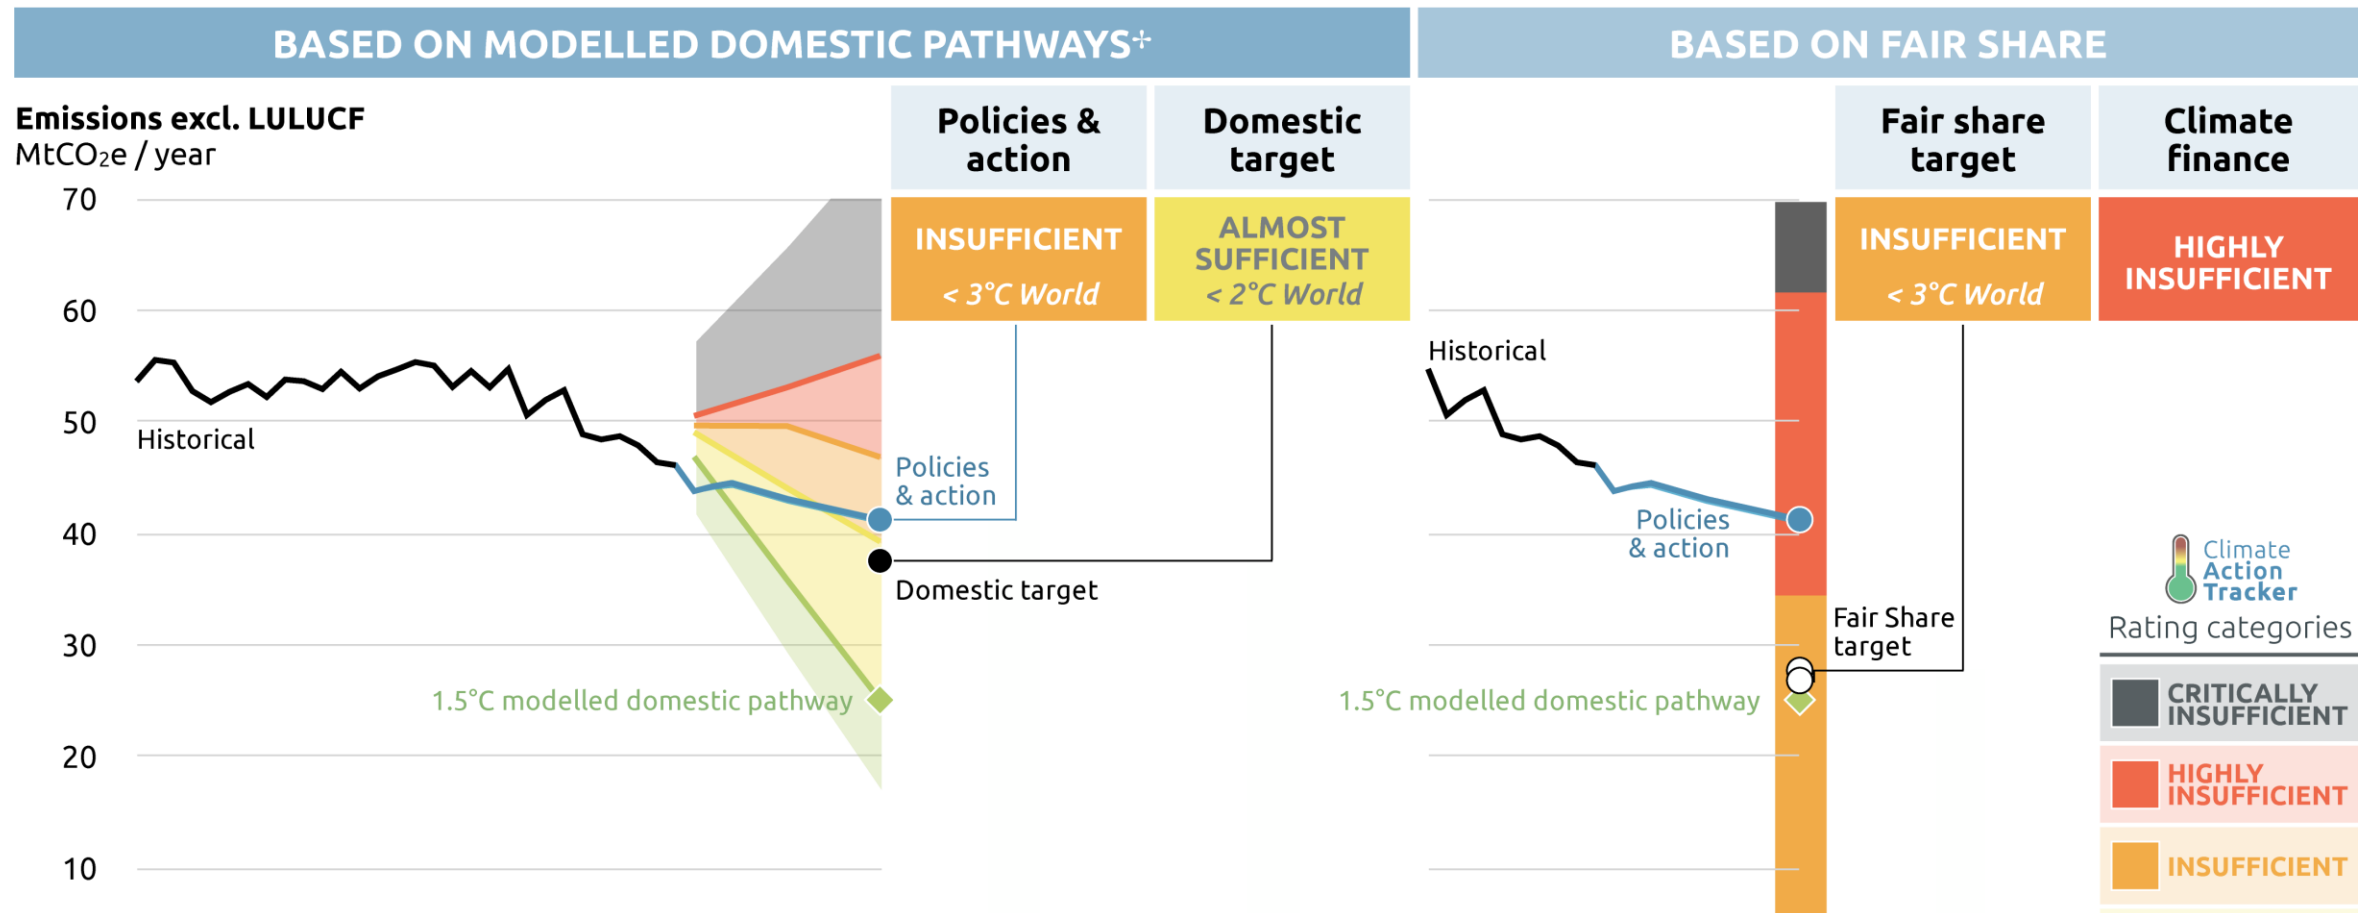 BASED ON MODELLED DOMESTIC PATHWAYS✢
BASED ON FAIR SHARE
Emissions excl. LULUCF
MtCO₂e / year
Policies &
action
Domestic
target
Fair share
target
Climate
finance
INSUFFICIENT
< 3°C World
ALMOST
SUFFICIENT
< 2°C World
INSUFFICIENT
< 3°C World
HIGHLY
INSUFFICIENT
70
60
50
40
30
20
10
Historical
Policies
& action
Domestic target
1.5°C modelled domestic pathway
Historical
Policies
& action
Fair Share
target
1.5°C modelled domestic pathway
Climate
Action
Tracker
Rating categories
CRITICALLY
INSUFFICIENT
HIGHLY
INSUFFICIENT
INSUFFICIENT